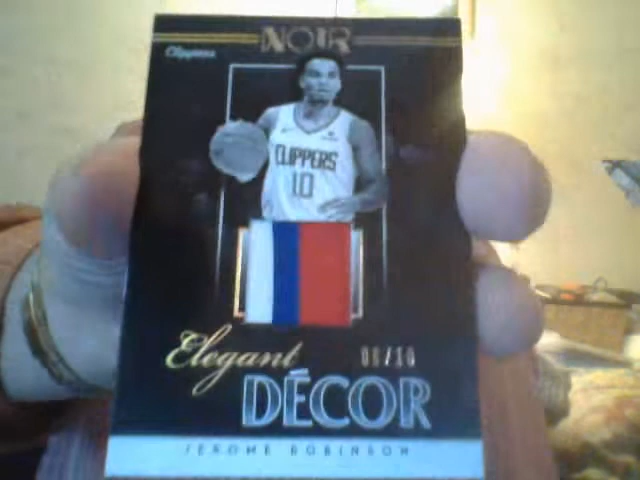 NOIR
Clippers
CLIPPERS
10
Elegant
DÉCOR
JEROME ROBINSON